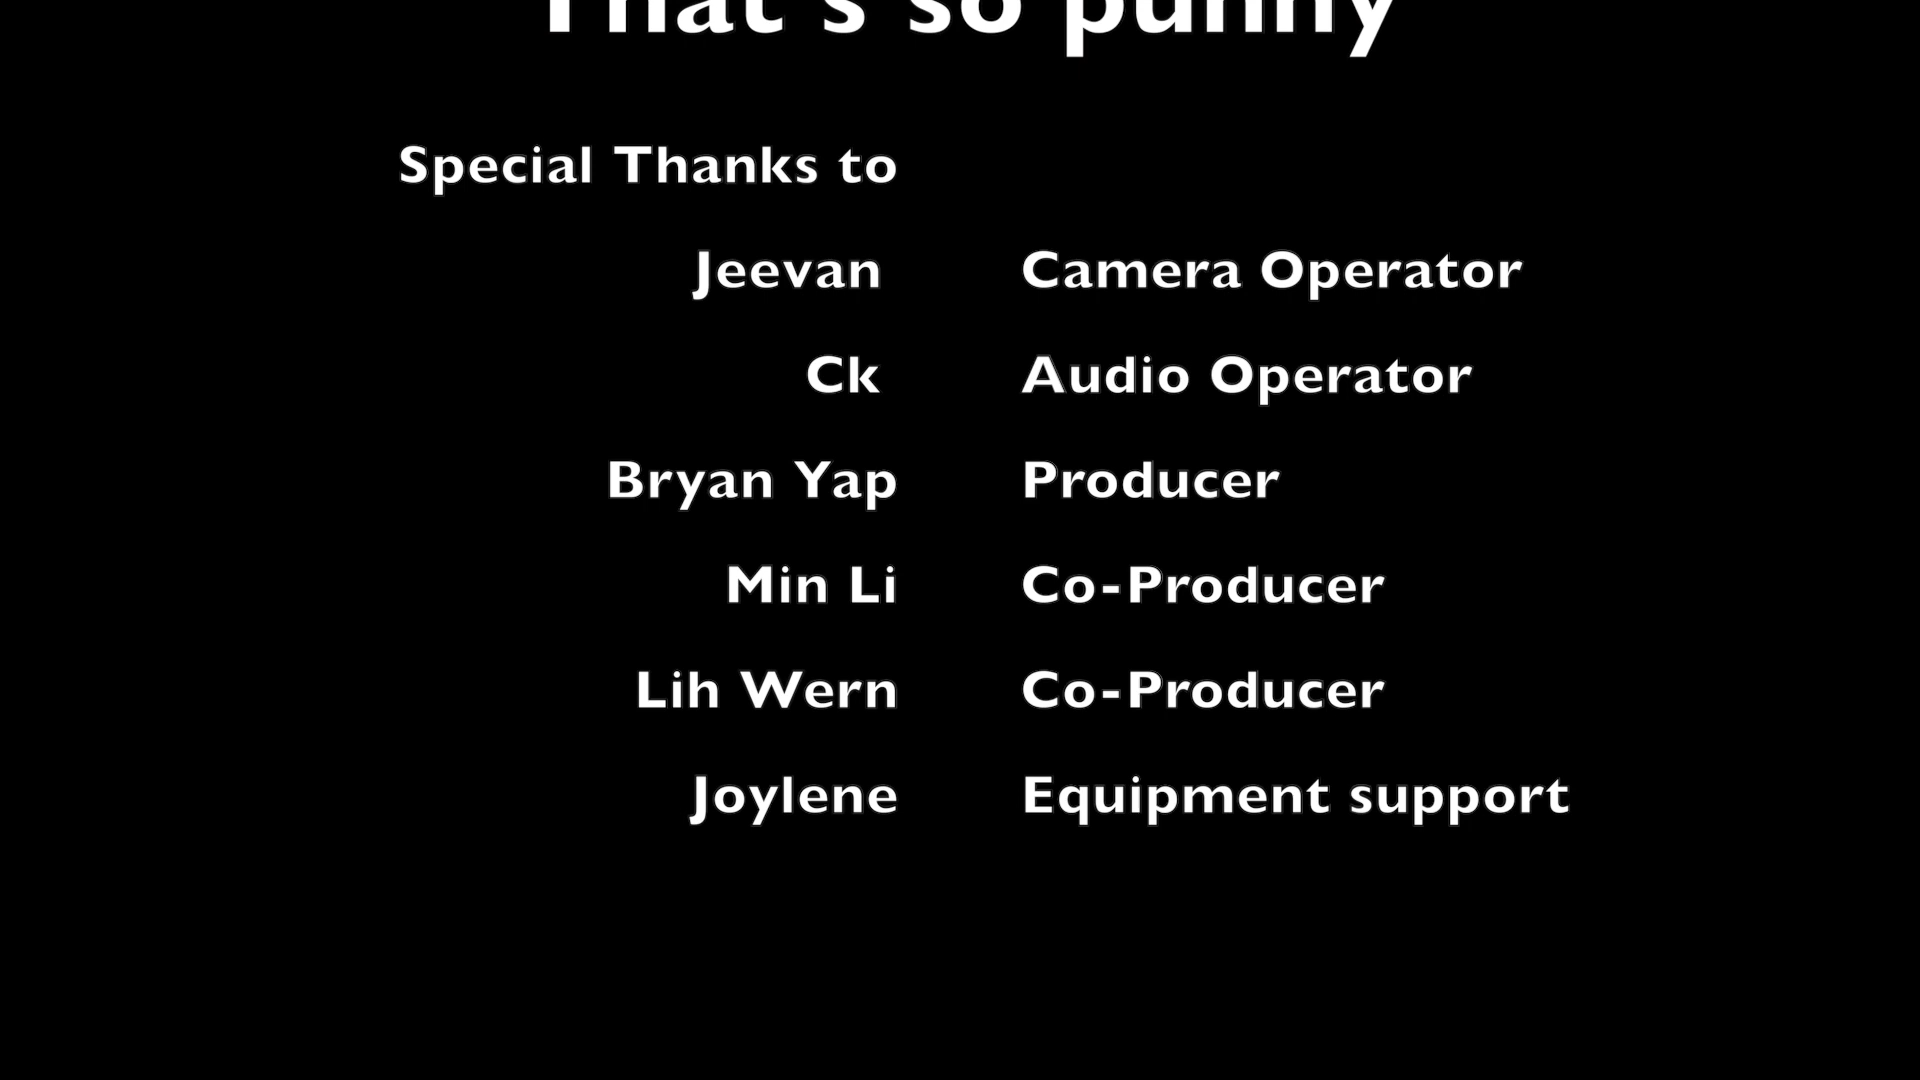 That's so punny
Special Thanks to
Jeevan Camera Operator
Ck Audio Operator
Bryan Yap Producer
Min Li Co-Producer
Lih Wern Co-Producer
Joylene Equipment support